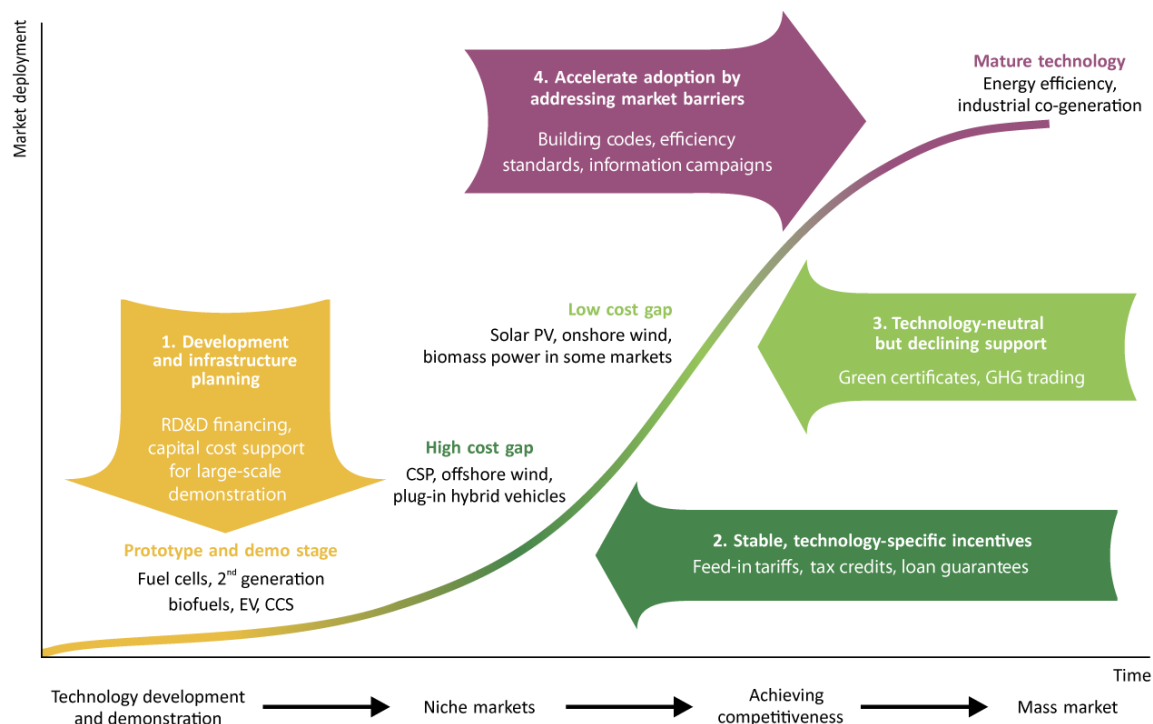 Market deployment
4. Accelerate adoption by
addressing market barriers
Building codes, efficiency
standards, information campaigns
Mature technology
Energy efficiency,
industrial co-generation
Low cost gap
Solar PV, onshore wind,
biomass power in some markets
3. Technology-neutral
but declining support
Green certificates, GHG trading
1. Development
and infrastructure
planning
RD&D financing,
capital cost support
for large-scale
demonstration
High cost gap
CSP, offshore wind,
plug-in hybrid vehicles
2. Stable, technology-specific incentives
Feed-in tariffs, tax credits, loan guarantees
Prototype and demo stage
Fuel cells, 2nd generation
biofuels, EV, CCS
Time
Technology development
and demonstration
Niche markets
Achieving
competitiveness
Mass market